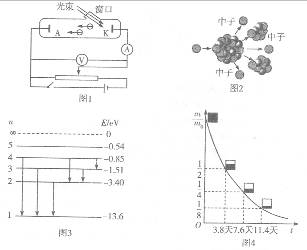 光束
窗口
A
K
A
V
图1
中子
中子
中子
图2
n
E/eV
∞
0
5
-0.54
4
-0.85
3
-1.51
2
-3.40
1
-13.6
图3
m/m₀
1/2
1/4
1/8
O
3.8天7.6天11.4天
t
图4